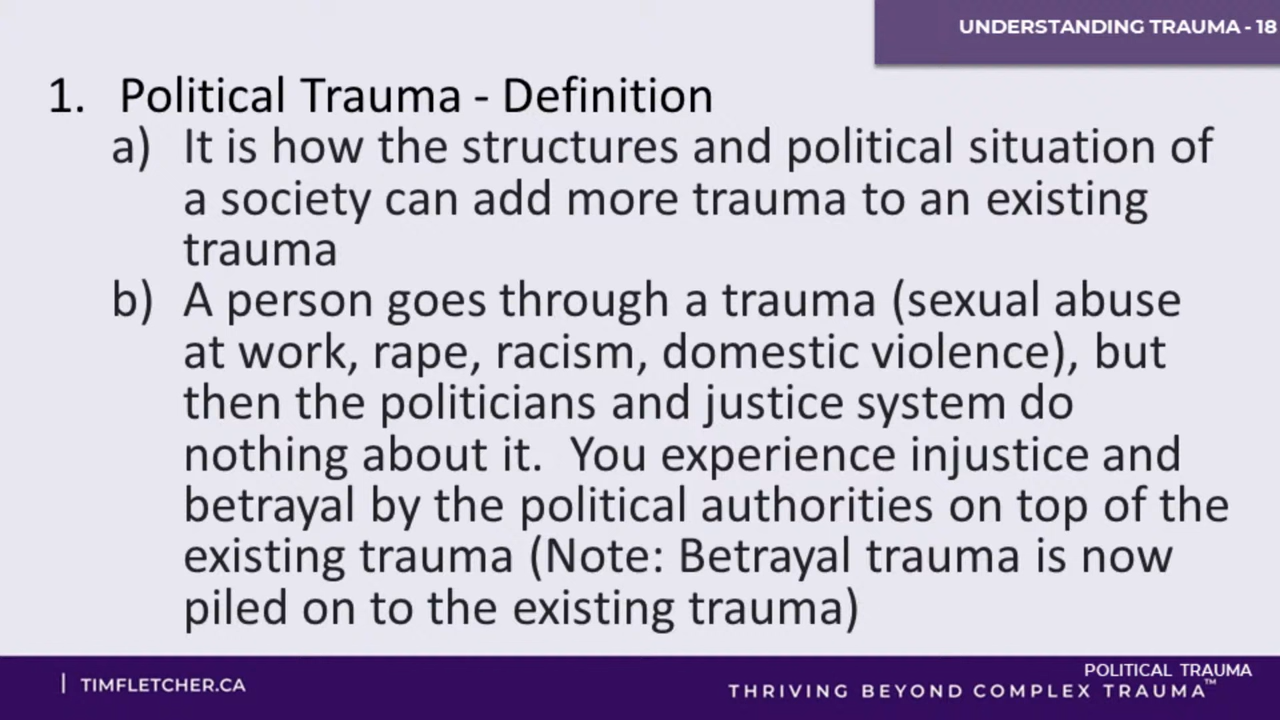 UNDERSTANDING TRAUMA - 18
1. Political Trauma - Definition
a) It is how the structures and political situation of
a society can add more trauma to an existing
trauma
b) A person goes through a trauma (sexual abuse
at work, rape, racism, domestic violence), but
then the politicians and justice system do
nothing about it.  You experience injustice and
betrayal by the political authorities on top of the
existing trauma (Note: Betrayal trauma is now
piled on to the existing trauma)
| TIMFLETCHER.CA
POLITICAL TRAUMA
THRIVING BEYOND COMPLEX TRAUMA™